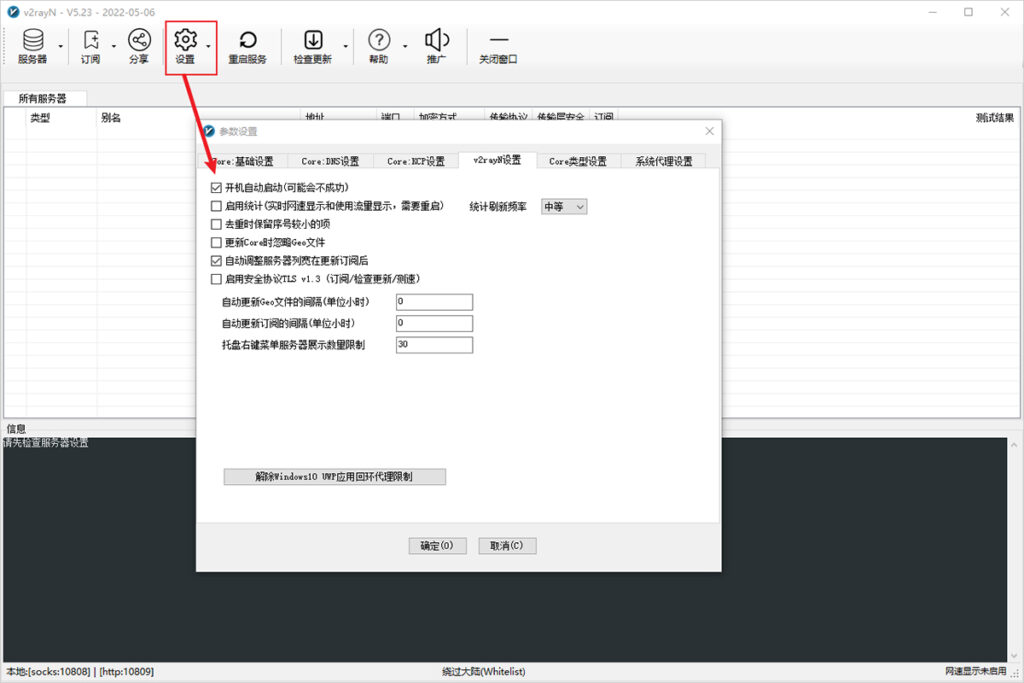 v2rayN - V5.23 - 2022-05-06
服务器
订阅
分享
设置
重启服务
检查更新
帮助
推广
关闭窗口
所有服务器
类型 别名 地址 端口 加密方式 传输协议 传输层安全 订阅 测试结果
参数设置
Core:基础设置 Core:DNS设置 Core:KCP设置 v2rayN设置 Core类型设置 系统代理设置
开机自动启动(可能会不成功)
启用统计(实时网速显示和使用流量显示，需要重启) 统计刷新频率 中等
去重时保留序号较小的项
更新Core时忽略Geo文件
自动调整服务器列宽在更新订阅后
启用安全协议TLS v1.3 (订阅/检查更新/测速)
自动更新Geo文件的间隔(单位小时) 0
自动更新订阅的间隔(单位小时) 0
托盘右键菜单服务器展示数量限制 30
解除Windows10 UWP应用回环代理限制
确定(O) 取消(C)
信息
请先检查服务器设置
本地:[socks:10808] | [http:10809] 绕过大陆(Whitelist) 网速显示未启用